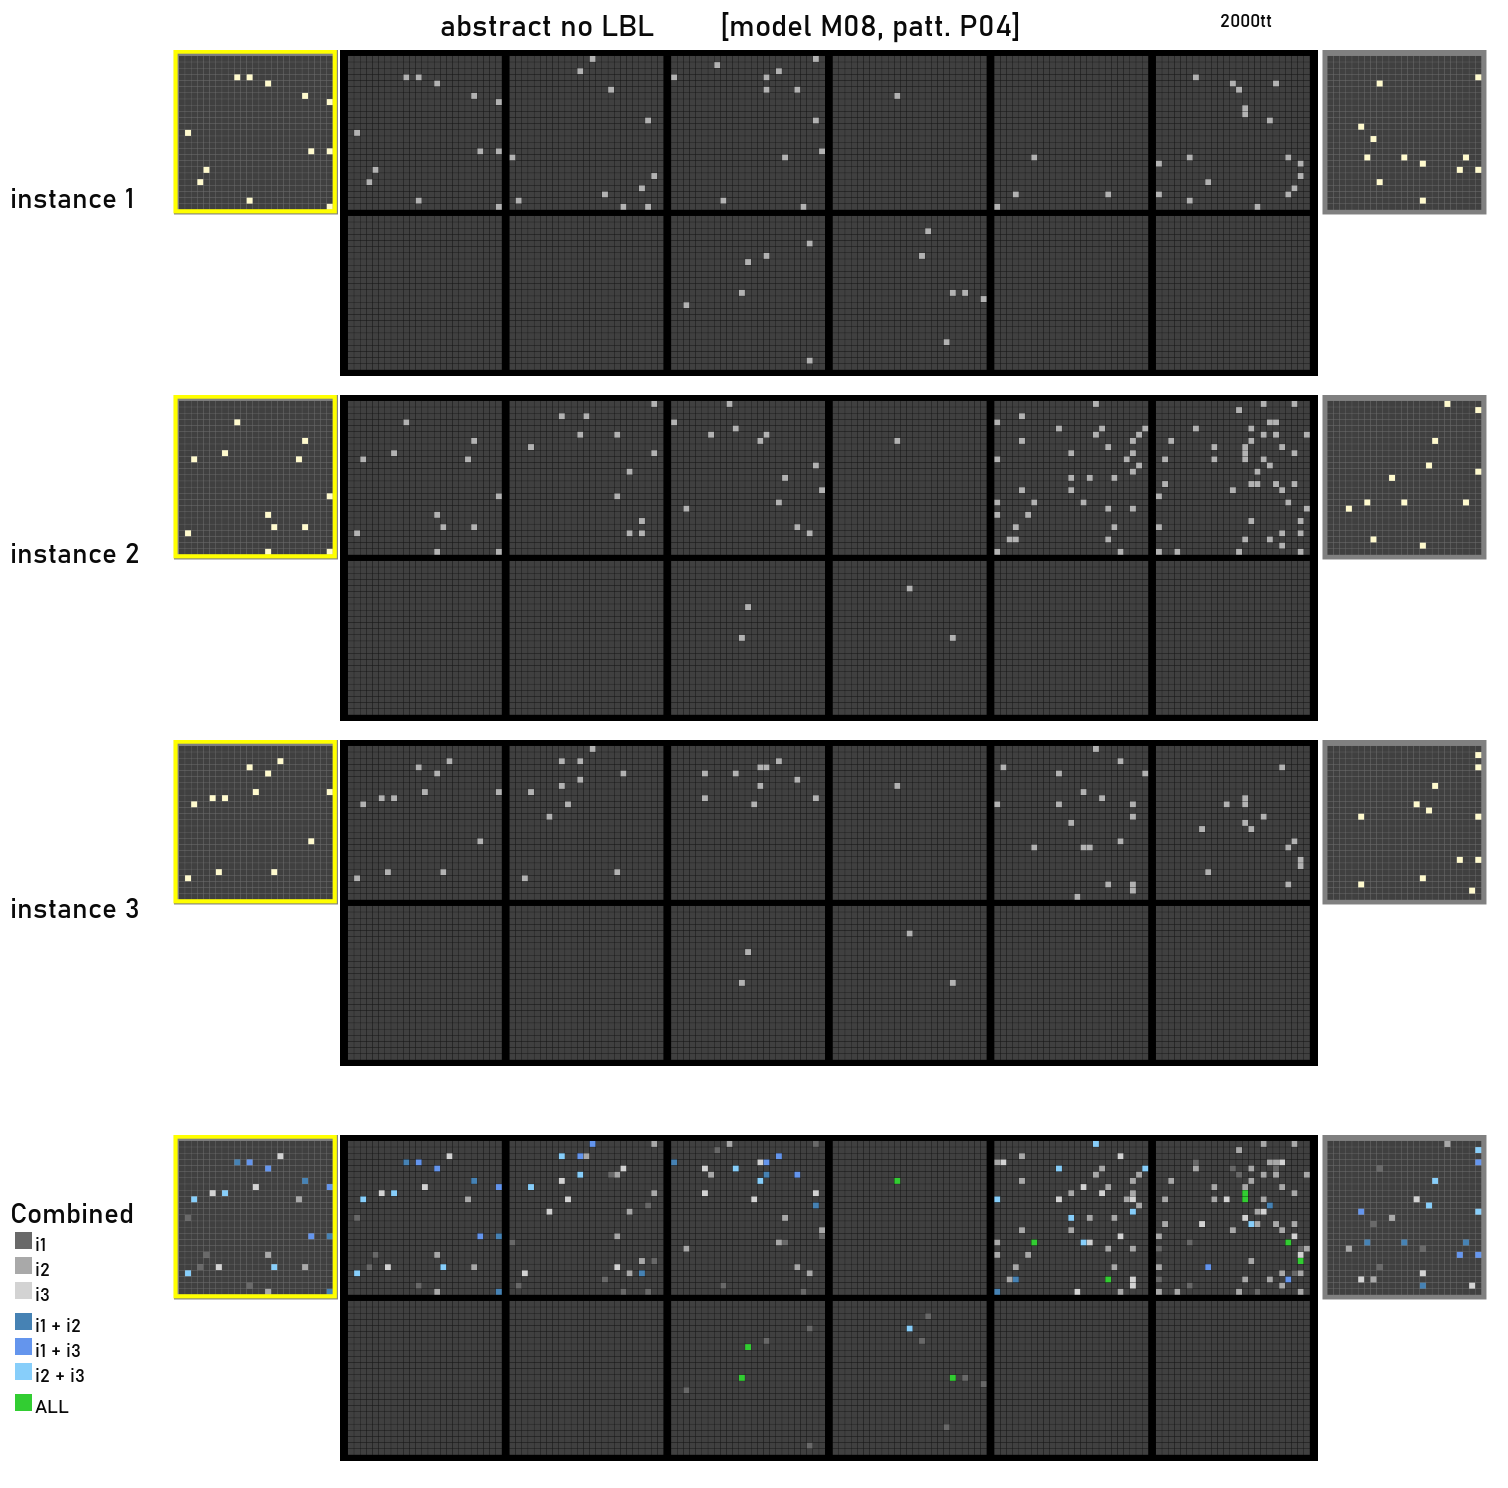 abstract no LBL [model M08, patt. P04] 2000tt
instance 1
instance 2
instance 3
Combined
i1
i2
i3
i1 + i2
i1 + i3
i2 + i3
ALL